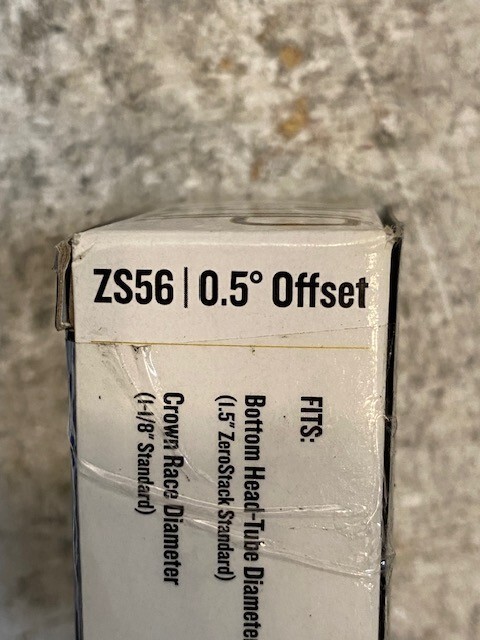 ZS56 | 0.5° Offset
FITS:
Bottom Head-Tube Diamete
(1.5" ZeroStack Standard)
Crown Race Diameter
(1-1/8" Standard)